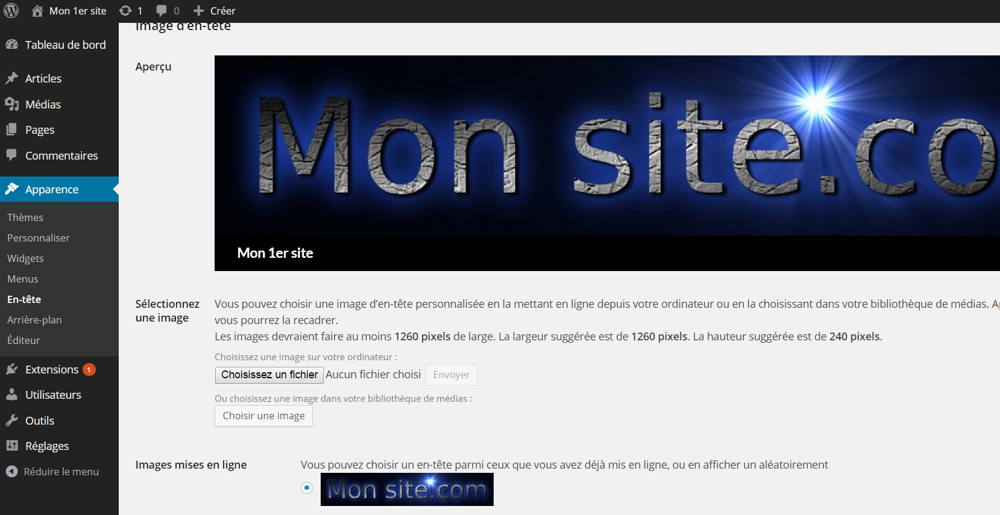 Mon 1er site 1 0 Créer
Image d'en-tête
Tableau de bord
Articles
Médias
Pages
Commentaires
Apparence
Thèmes
Personnaliser
Widgets
Menus
En-tête
Arrière-plan
Éditeur
Extensions 1
Utilisateurs
Outils
Réglages
Réduire le menu
Aperçu
Mon site.co
Mon 1er site
Sélectionnez
une image
Vous pouvez choisir une image d’en-tête personnalisée en la mettant en ligne depuis votre ordinateur ou en la choisissant dans votre bibliothèque de médias.
vous pourrez la recadrer.
Les images devraient faire au moins 1260 pixels de large. La largeur suggérée est de 1260 pixels. La hauteur suggérée est de 240 pixels.
Choisissez une image sur votre ordinateur :
Choisissez un fichier Aucun fichier choisi Envoyer
Ou choisissez une image dans votre bibliothèque de médias :
Choisir une image
Images mises en ligne
Vous pouvez choisir un en-tête parmi ceux que vous avez déjà mis en ligne, ou en afficher un aléatoirement
Mon site.com